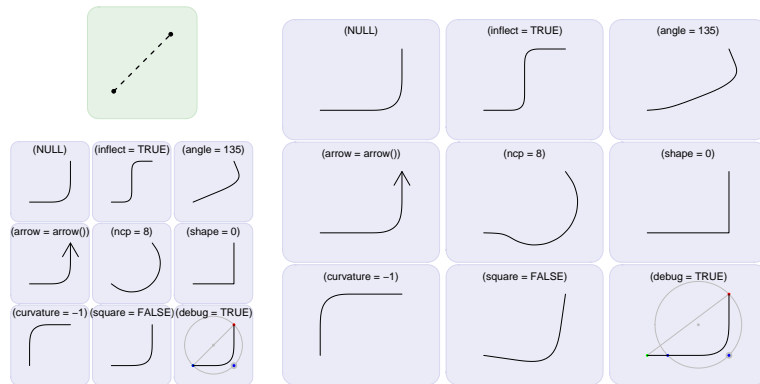 (NULL)
(inflect = TRUE)
(angle = 135)
(arrow = arrow())
(ncp = 8)
(shape = 0)
(curvature = −1)
(square = FALSE)
(debug = TRUE)
(NULL)
(inflect = TRUE)
(angle = 135)
(arrow = arrow())
(ncp = 8)
(shape = 0)
(curvature = −1)
(square = FALSE)
(debug = TRUE)